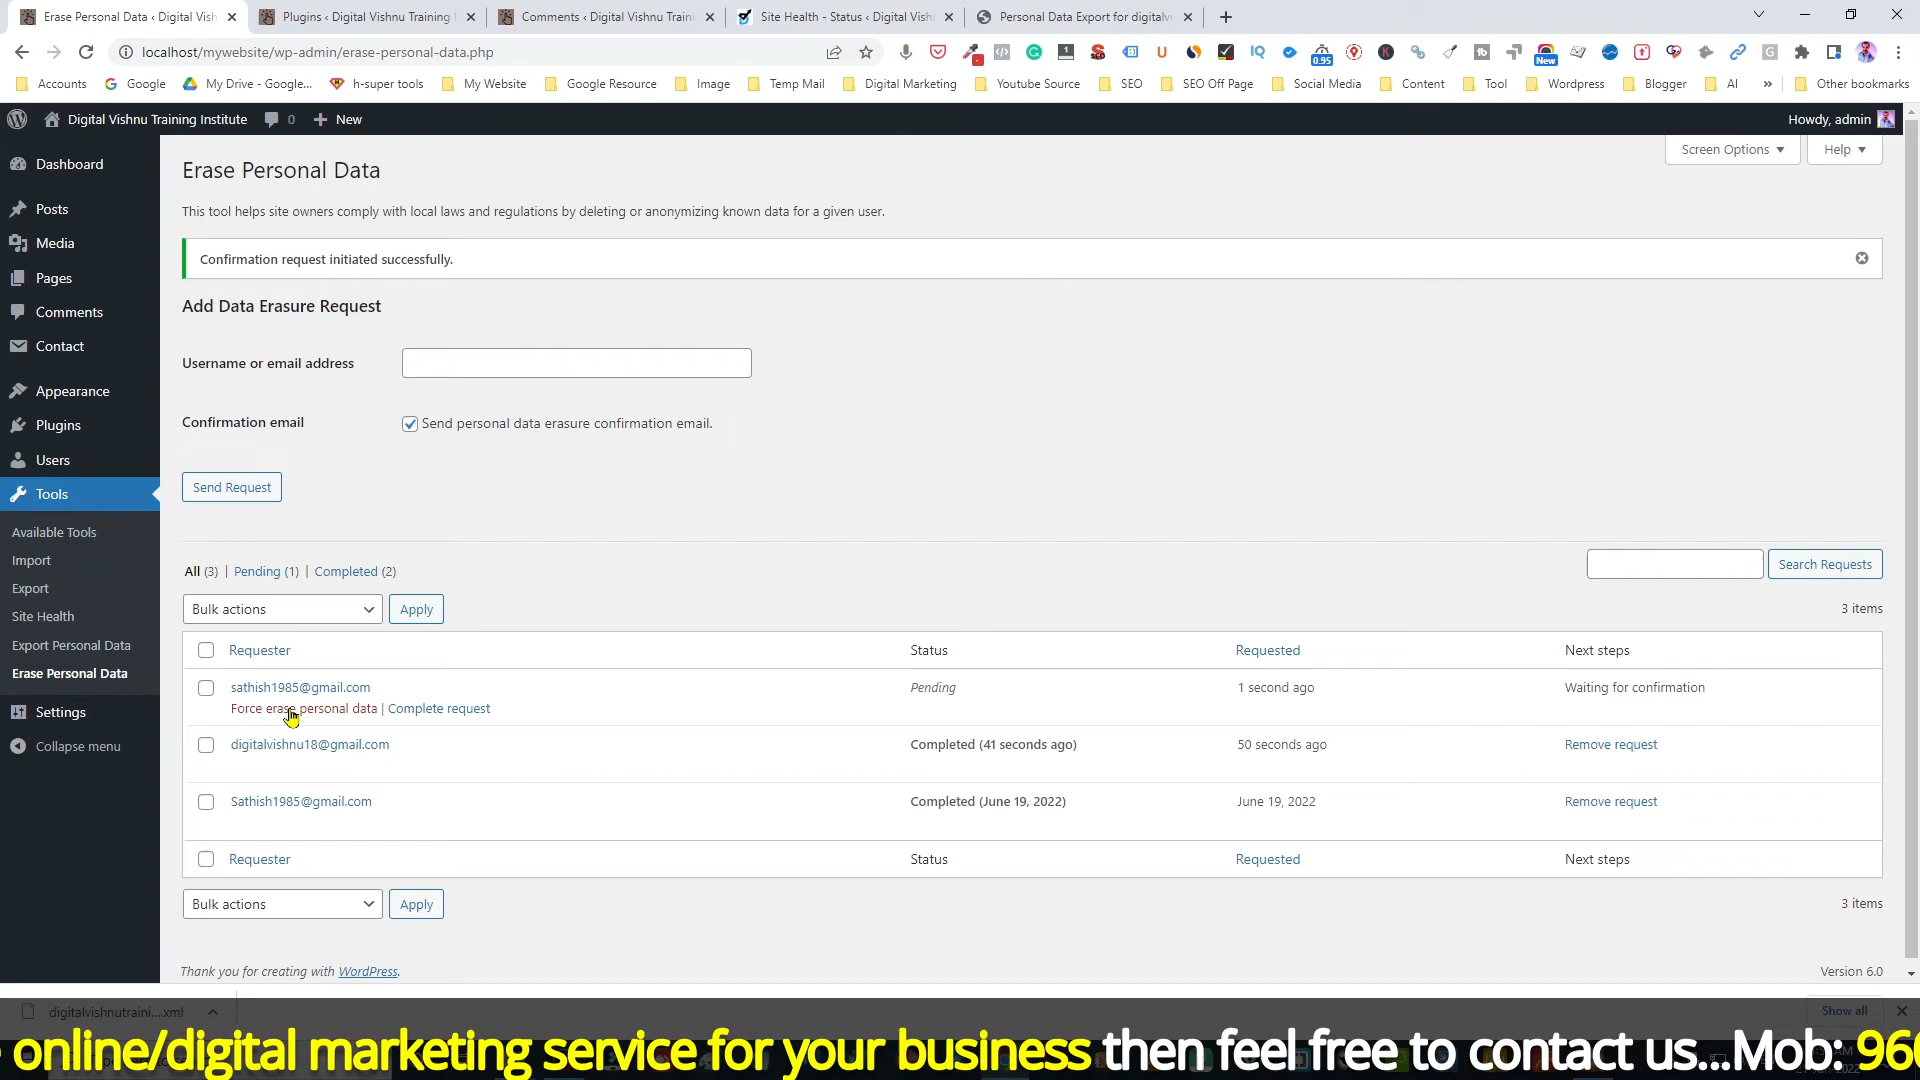 Erase Personal Data ‹ Digital Vish
Plugins ‹ Digital Vishnu Training
Comments ‹ Digital Vishnu Train
Site Health - Status ‹ Digital Vish
Personal Data Export for digitalv
localhost/mywebsite/wp-admin/erase-personal-data.php
0.95
New
Accounts
Google
My Drive - Google...
h-super tools
My Website
Google Resource
Image
Temp Mail
Digital Marketing
Youtube Source
SEO
SEO Off Page
Social Media
Content
Tool
Wordpress
Blogger
AI
»
Other bookmarks
Digital Vishnu Training Institute
0
New
Howdy, admin
Dashboard
Posts
Media
Pages
Comments
Contact
Appearance
Plugins
Users
Tools
Available Tools
Import
Export
Site Health
Export Personal Data
Erase Personal Data
Settings
Collapse menu
Screen Options
Help
Erase Personal Data
This tool helps site owners comply with local laws and regulations by deleting or anonymizing known data for a given user.
Confirmation request initiated successfully.
Add Data Erasure Request
Username or email address
Confirmation email
Send personal data erasure confirmation email.
Send Request
All (3) | Pending (1) | Completed (2)
Search Requests
Bulk actions
Apply
3 items
Requester Status Requested Next steps
sathish1985@gmail.com Pending 1 second ago Waiting for confirmation
Force erase personal data | Complete request
digitalvishnu18@gmail.com Completed (41 seconds ago) 50 seconds ago Remove request
Sathish1985@gmail.com Completed (June 19, 2022) June 19, 2022 Remove request
Requester Status Requested Next steps
Bulk actions
Apply
3 items
Thank you for creating with WordPress.
Version 6.0
digitalvishnutraini....xml
Show all
online/digital marketing service for your business then feel free to contact us...Mob: 960